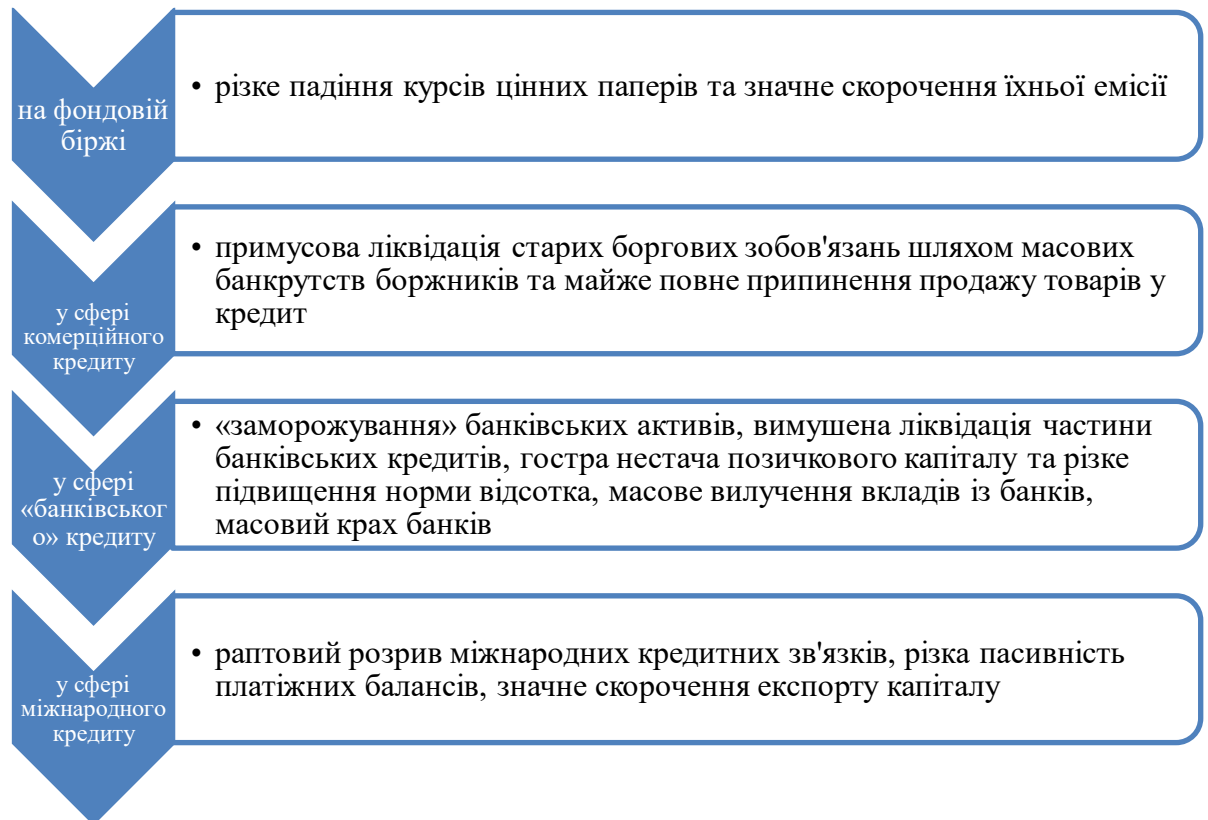 на фондовій
біржі
• різке падіння курсів цінних паперів та значне скорочення їхньої емісії
у сфері
комерційного
кредиту
• примусова ліквідація старих боргових зобов'язань шляхом масових
банкрутств боржників та майже повне припинення продажу товарів у
кредит
у сфері
«банківськог
о» кредиту
• «заморожування» банківських активів, вимушена ліквідація частини
банківських кредитів, гостра нестача позичкового капіталу та різке
підвищення норми відсотка, масове вилучення вкладів із банків,
масовий крах банків
у сфері
міжнародного
кредиту
• раптовий розрив міжнародних кредитних зв'язків, різка пасивність
платіжних балансів, значне скорочення експорту капіталу